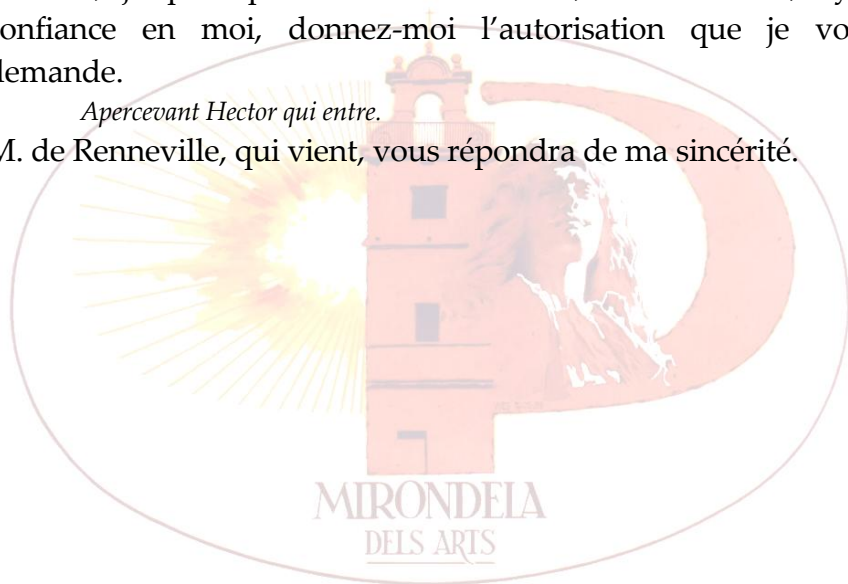 onfiance en moi, donnez-moi l’autorisation que je vo
demande.
Apercevant Hector qui entre.
M. de Renneville, qui vient, vous répondra de ma sincérité.
MIRONDELA
DELS ARTS